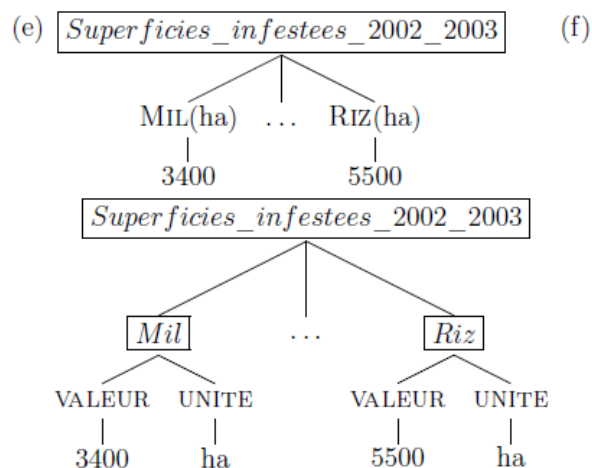 (e) Superficies_infestees_2002_2003 (f)
MIL(ha) ... RIZ(ha)
3400 5500
Superficies_infestees_2002_2003
Mil ... Riz
VALEUR UNITE VALEUR UNITE
3400 ha 5500 ha